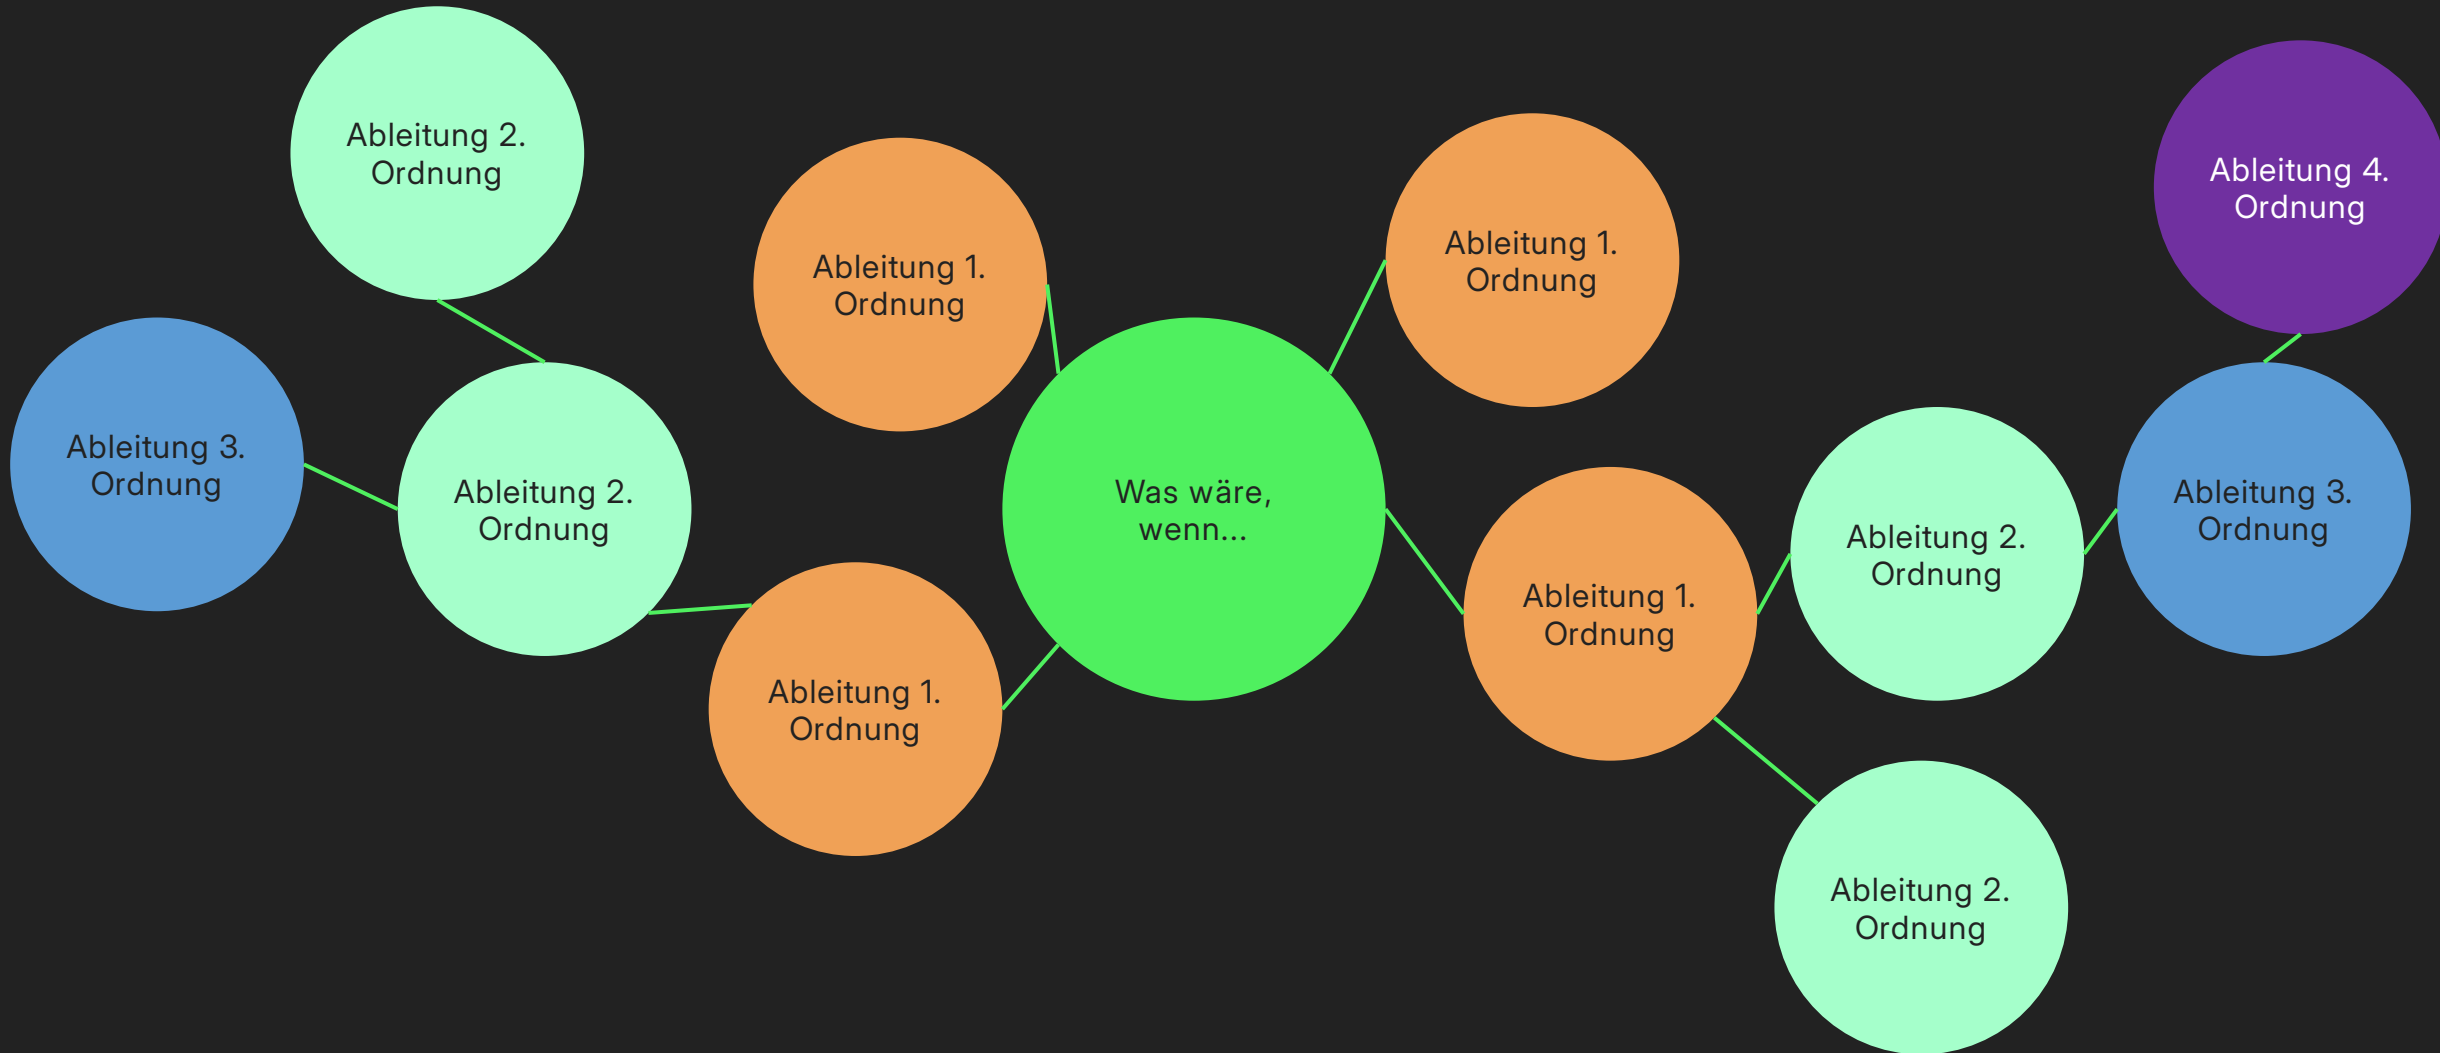 Ableitung 2.
Ordnung
Ableitung 1.
Ordnung
Ableitung 1.
Ordnung
Ableitung 4.
Ordnung
Ableitung 3.
Ordnung
Ableitung 2.
Ordnung
Was wäre,
wenn...
Ableitung 1.
Ordnung
Ableitung 2.
Ordnung
Ableitung 3.
Ordnung
Ableitung 1.
Ordnung
Ableitung 2.
Ordnung